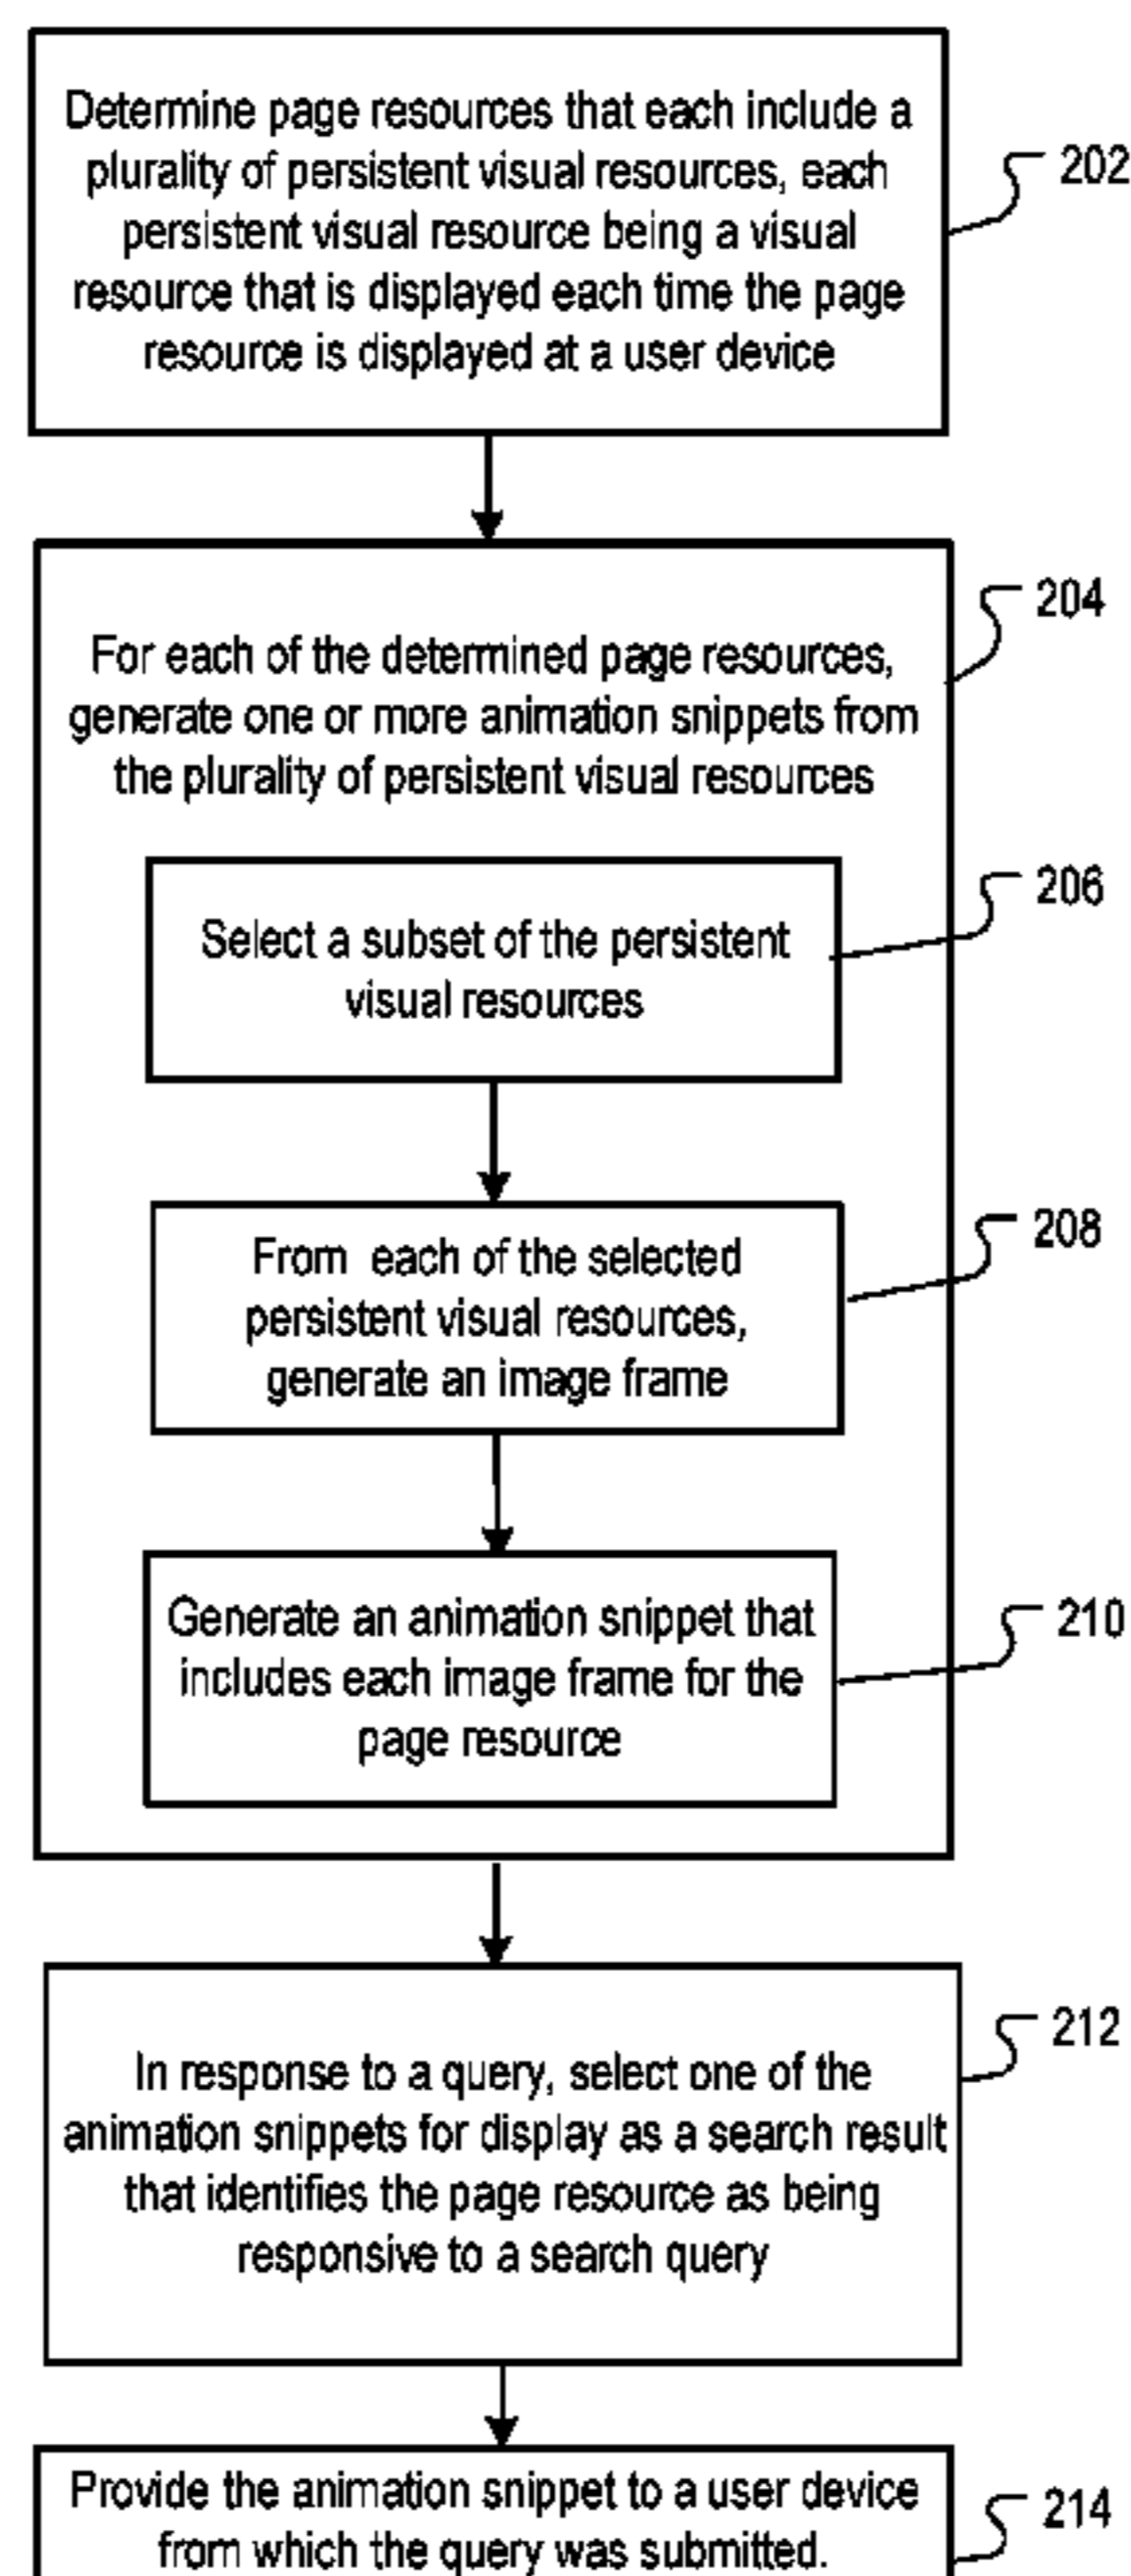 Determine page resources that each include a
plurality of persistent visual resources, each
persistent visual resource being a visual
resource that is displayed each time the page
resource is displayed at a user device
202
For each of the determined page resources,
generate one or more animation snippets from
the plurality of persistent visual resources
204
Select a subset of the persistent
visual resources
206
From each of the selected
persistent visual resources,
generate an image frame
208
Generate an animation snippet that
includes each image frame for the
page resource
210
In response to a query, select one of the
animation snippets for display as a search result
that identifies the page resource as being
responsive to a search query
212
Provide the animation snippet to a user device
from which the query was submitted.
214